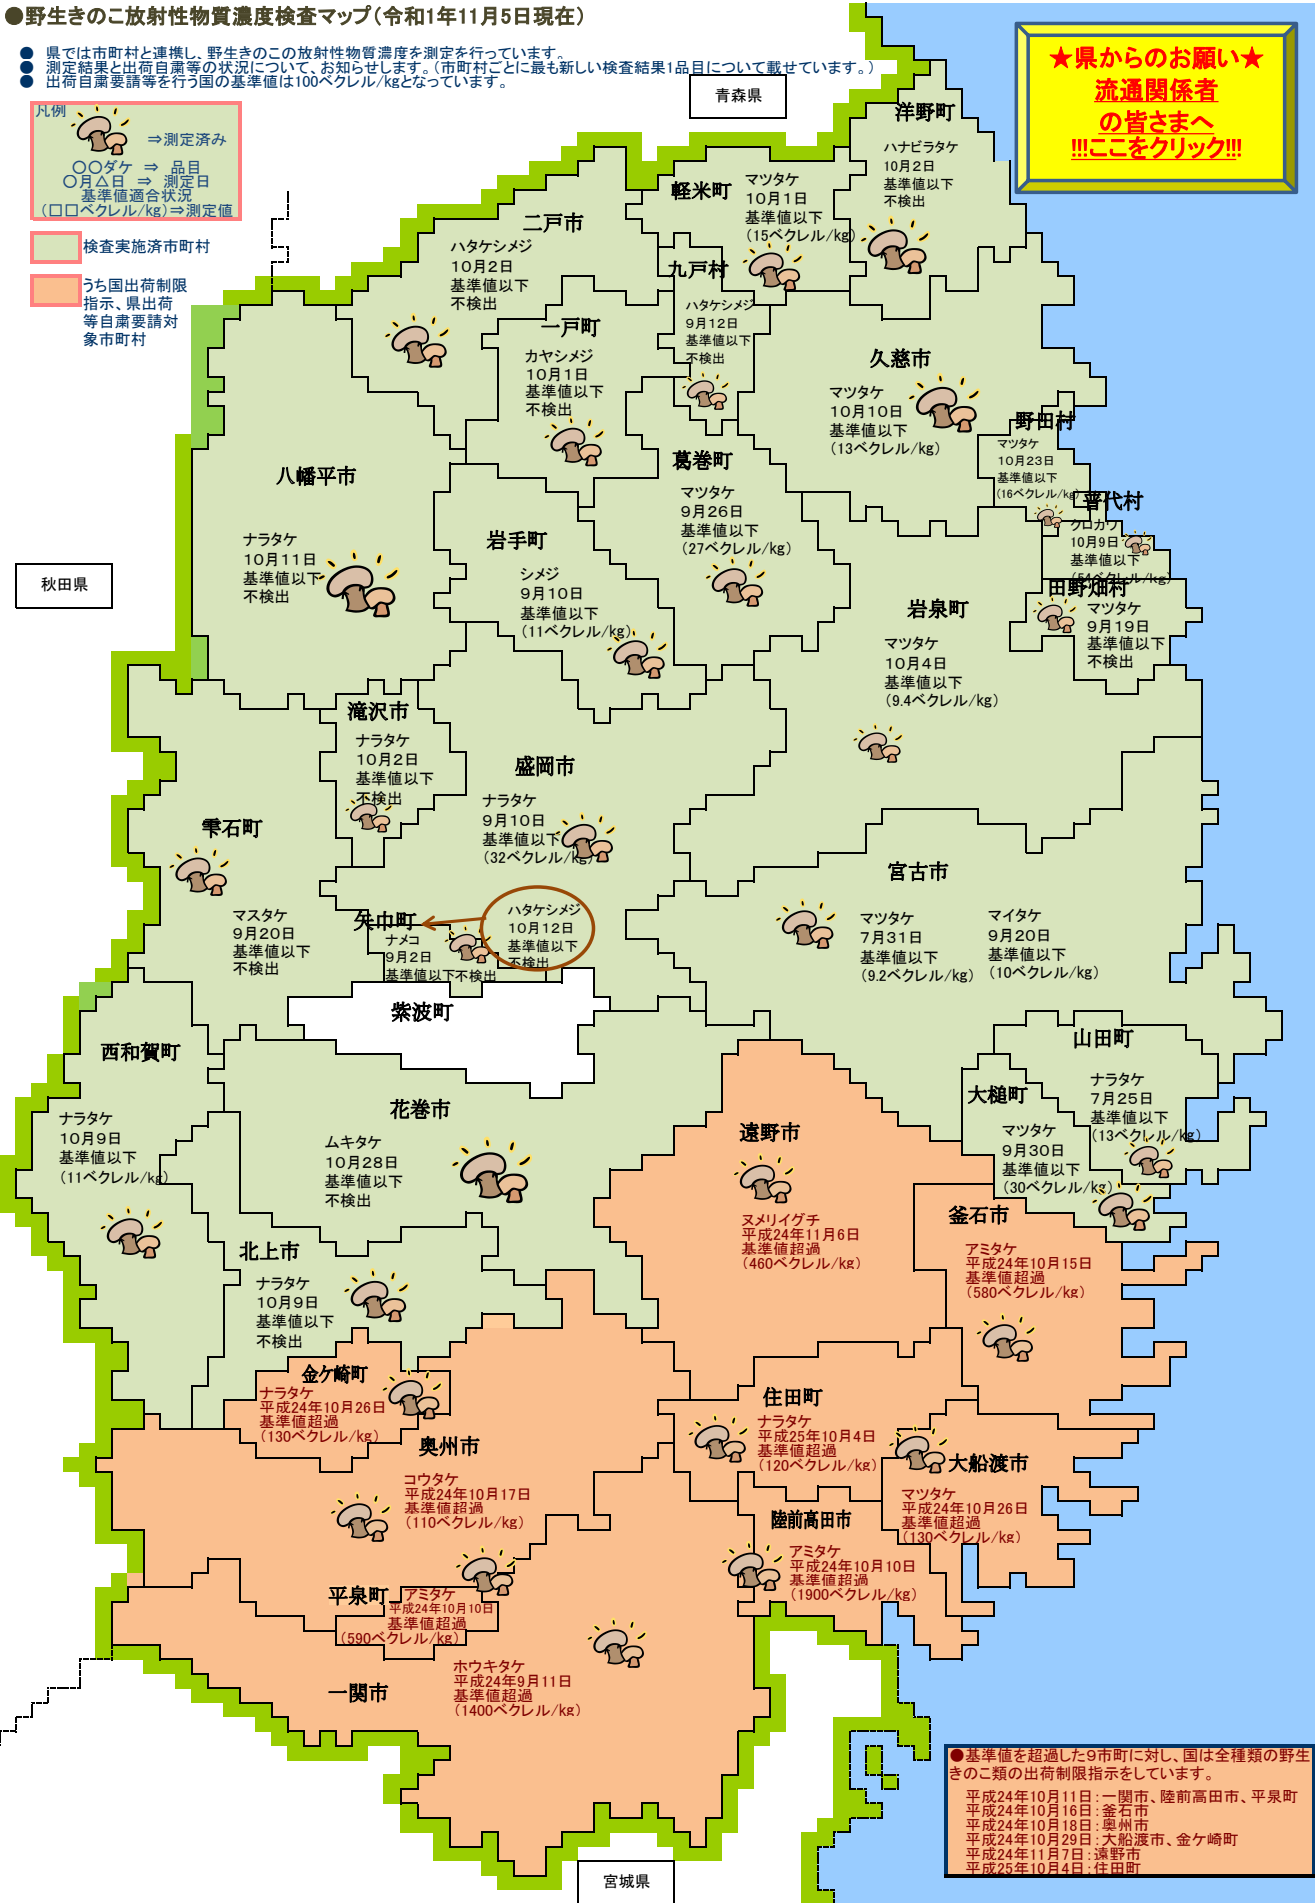 ●野生きのこ放射性物質濃度検査マップ(令和1年11月5日現在)
● 県では市町村と連携し、野生きのこの放射性物質濃度を測定を行っています。
● 測定結果と出荷自粛等の状況について、お知らせします。(市町村ごとに最も新しい検査結果1品目について載せています。)
● 出荷自粛要請等を行う国の基準値は100ベクレル/kgとなっています。
凡例
⇒測定済み
〇〇ダケ ⇒ 品目
〇月△日 ⇒ 測定日
基準値適合状況
(□□ベクレル/kg)⇒測定値
検査実施済市町村
うち国出荷制限
指示、県出荷
等自粛要請対
象市町村
★県からのお願い★
流通関係者
の皆さまへ
!!!ここをクリック!!!
青森県
洋野町
ハナビラタケ
10月2日
基準値以下
不検出
軽米町
マツタケ
10月1日
基準値以下
(15ベクレル/kg)
二戸市
ハタケシメジ
10月2日
基準値以下
不検出
九戸村
ハタケシメジ
9月12日
基準値以下
不検出
一戸町
カヤシメジ
10月1日
基準値以下
不検出
久慈市
マツタケ
10月10日
基準値以下
(13ベクレル/kg)
野田村
マツタケ
10月23日
基準値以下
(16ベクレル/kg)
普代村
クロカワ
10月9日
基準値以下
(54ベクレル/kg)
八幡平市
ナラタケ
10月11日
基準値以下
不検出
葛巻町
マツタケ
9月26日
基準値以下
(27ベクレル/kg)
岩手町
シメジ
9月10日
基準値以下
(11ベクレル/kg)
秋田県
田野畑村
マツタケ
9月19日
基準値以下
不検出
岩泉町
マツタケ
10月4日
基準値以下
(9.4ベクレル/kg)
滝沢市
ナラタケ
10月2日
基準値以下
不検出
盛岡市
ナラタケ
9月10日
基準値以下
(32ベクレル/kg)
雫石町
マスタケ
9月20日
基準値以下
不検出
宮古市
マツタケ
7月31日
基準値以下
(9.2ベクレル/kg)
マイタケ
9月20日
基準値以下
(10ベクレル/kg)
矢巾町
ナメコ
9月2日
基準値以下不検出
ハタケシメジ
10月12日
基準値以下
不検出
紫波町
西和賀町
ナラタケ
10月9日
基準値以下
(11ベクレル/kg)
花巻市
ムキタケ
10月28日
基準値以下
不検出
山田町
ナラタケ
7月25日
基準値以下
(13ベクレル/kg)
大槌町
マツタケ
9月30日
基準値以下
(30ベクレル/kg)
遠野市
ヌメリイグチ
平成24年11月6日
基準値超過
(460ベクレル/kg)
釜石市
アミタケ
平成24年10月15日
基準値超過
(580ベクレル/kg)
北上市
ナラタケ
10月9日
基準値以下
不検出
金ケ崎町
ナラタケ
平成24年10月26日
基準値超過
(130ベクレル/kg)
住田町
ナラタケ
平成25年10月4日
基準値超過
(120ベクレル/kg)
奥州市
コウタケ
平成24年10月17日
基準値超過
(110ベクレル/kg)
大船渡市
マツタケ
平成24年10月26日
基準値超過
(130ベクレル/kg)
陸前高田市
アミタケ
平成24年10月10日
基準値超過
(1900ベクレル/kg)
平泉町
アミタケ
平成24年10月10日
基準値超過
(590ベクレル/kg)
一関市
ホウキタケ
平成24年9月11日
基準値超過
(1400ベクレル/kg)
●基準値を超過した9市町に対し、国は全種類の野生
きのこ類の出荷制限指示をしています。
平成24年10月11日:一関市、陸前高田市、平泉町
平成24年10月16日:釜石市
平成24年10月18日:奥州市
平成24年10月29日:大船渡市、金ケ崎町
平成24年11月7日:遠野市
平成25年10月4日:住田町
宮城県